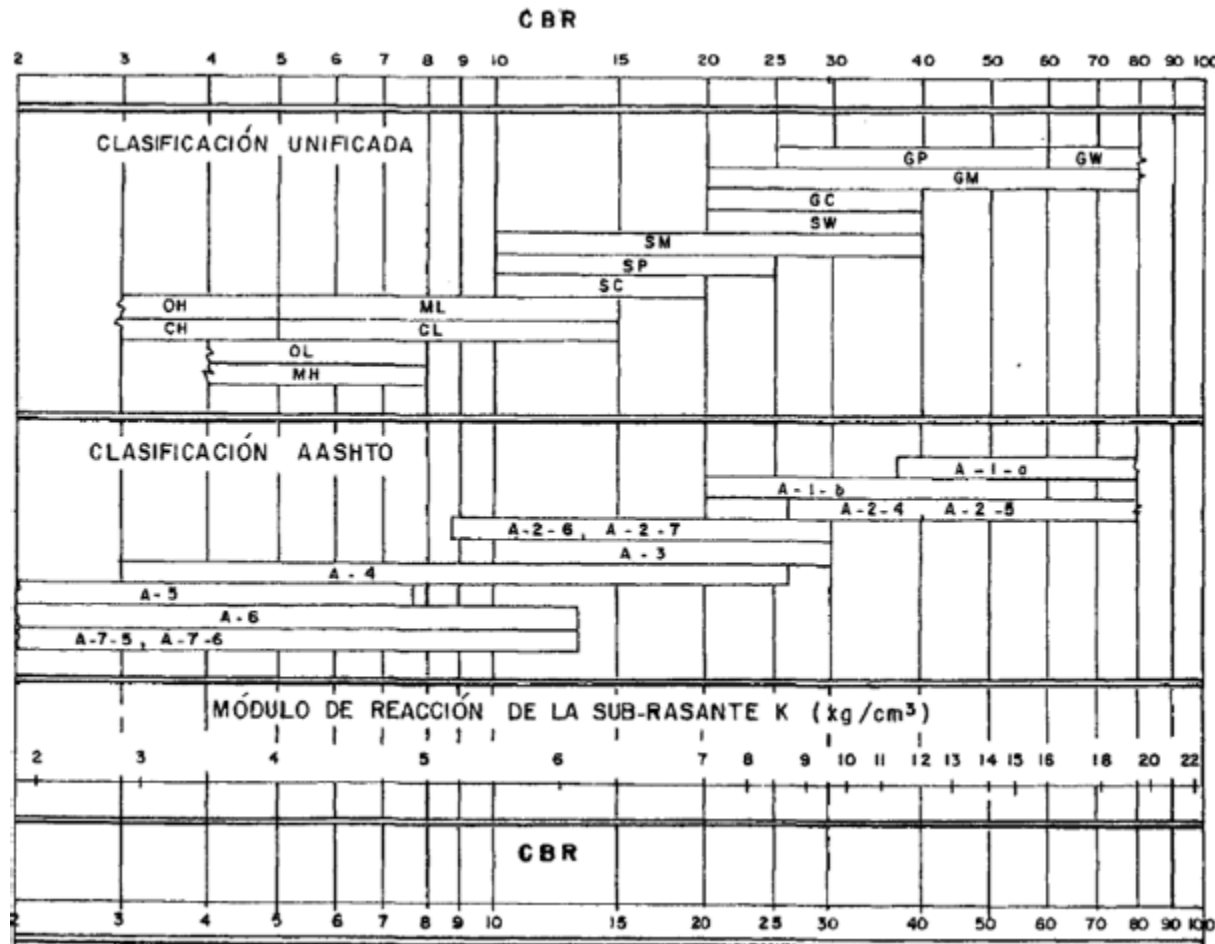 CBR
2 3 4 5 6 7 8 9 10 15 20 25 30 40 50 60 70 80 90 100
CLASIFICACIÓN UNIFICADA
GP GW
GM
GC
SW
SM
SP
SC
OH ML
CH CL
OL
MH
CLASIFICACIÓN AASHTO
A-1-a
A-1-b
A-2-4, A-2-5
A-2-6, A-2-7
A-3
A-4
A-5
A-6
A-7-5, A-7-6
MÓDULO DE REACCIÓN DE LA SUB-RASANTE K (kg/cm³)
2 3 4 5 6 7 8 9 10 11 12 13 14 15 16 18 20 22
CBR
2 3 4 5 6 7 8 9 10 15 20 25 30 40 50 60 70 80 90 100